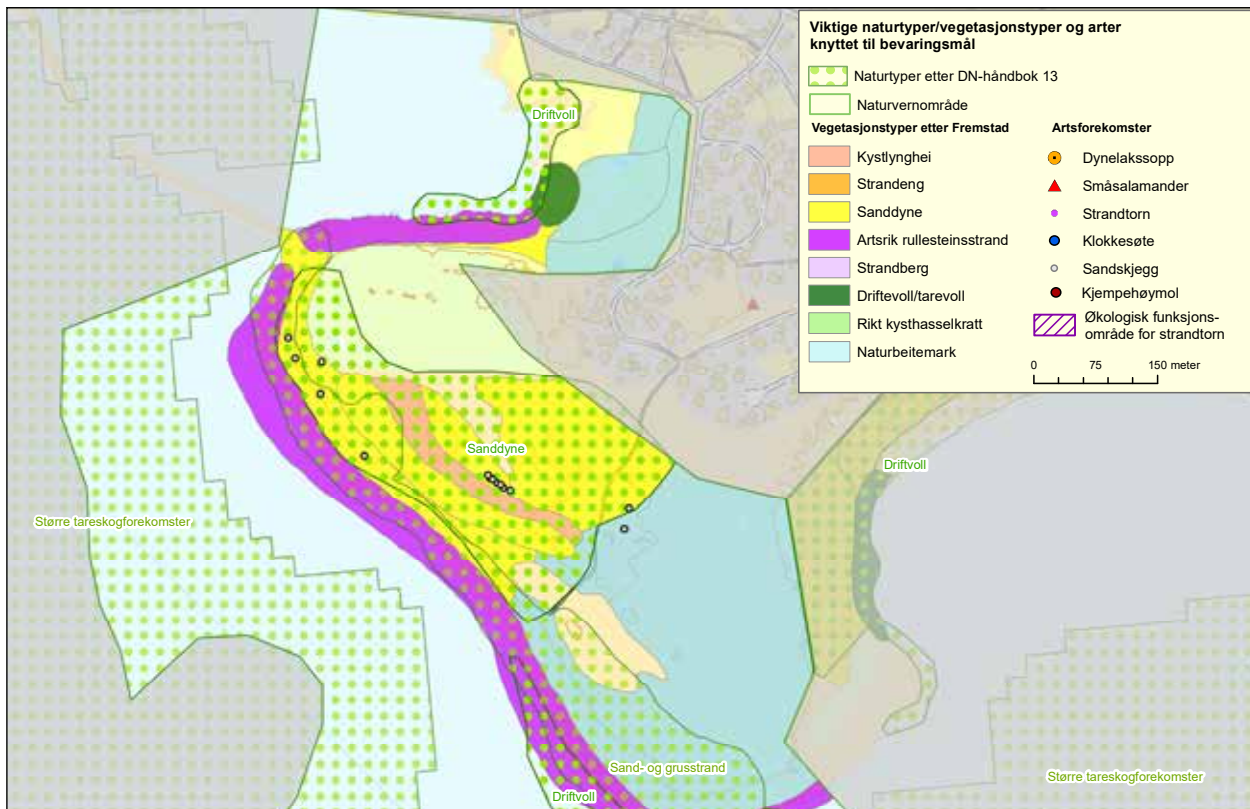 Viktige naturtyper/vegetasjonstyper og arter
knyttet til bevaringsmål
Naturtyper etter DN-håndbok 13
Naturvernområde
Vegetasjonstyper etter Fremstad
Kystlynghei
Strandeng
Sanddyne
Artsrik rullesteinsstrand
Strandberg
Driftevoll/tarevoll
Rikt kysthasselkratt
Naturbeitemark
Artsforekomster
Dynelakssopp
Småsalamander
Strandtorn
Klokkesøte
Sandskjegg
Kjempehøymol
Økologisk funksjons-
område for strandtorn
0 75 150 meter
Driftvoll
Sanddyne
Driftvoll
Større tareskogforekomster
Sand- og grusstrand
Større tareskogforekomster
Driftvoll